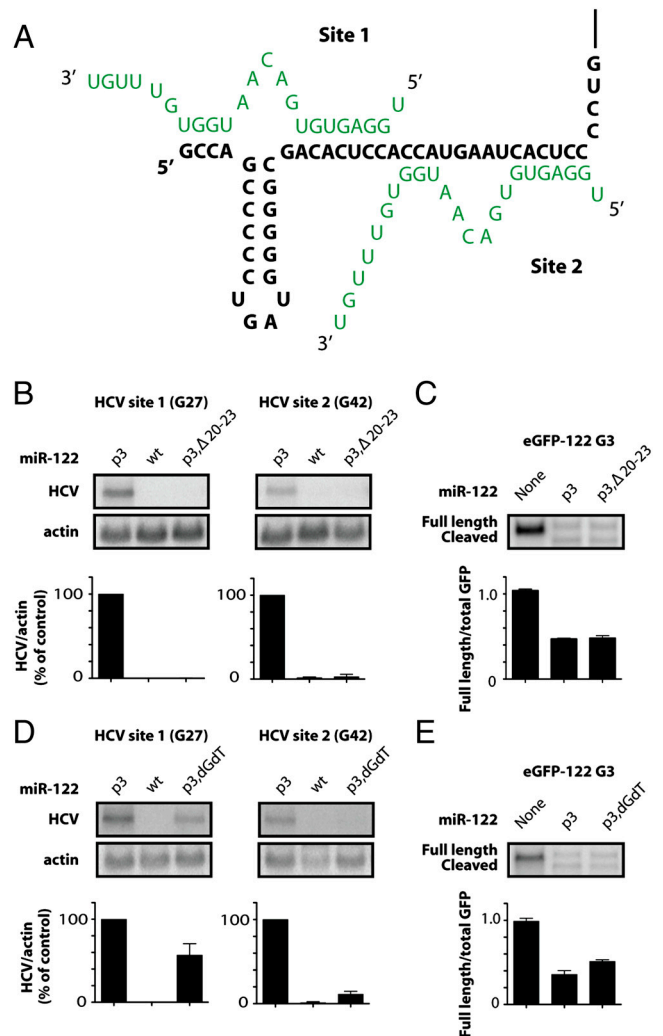 A
Site 1
3′ UGUU U G UGGU A A C A G UGUGAGG U 5′
5′ GCCA GACACUCCACCAUGAAUCACUCC
G C C C C C U G A U G G G G G C
C C U G
GGU U G U U U G U 3′
A A C A G U GUGAGG U 5′
Site 2
B
HCV site 1 (G27)
HCV site 2 (G42)
miR-122 p3 wt p3,Δ20-23 p3 wt p3,Δ20-23
HCV
actin
HCV/actin
(% of control)
100
0
100
0
C
eGFP-122 G3
miR-122 None p3 p3,Δ20-23
Full length
Cleaved
Full length/total GFP
1.0
0
D
HCV site 1 (G27)
HCV site 2 (G42)
miR-122 p3 wt p3,dGdT p3 wt p3,dGdT
HCV
actin
HCV/actin
(% of control)
100
0
100
0
E
eGFP-122 G3
miR-122 None p3 p3,dGdT
Full length
Cleaved
Full length/total GFP
1.0
0